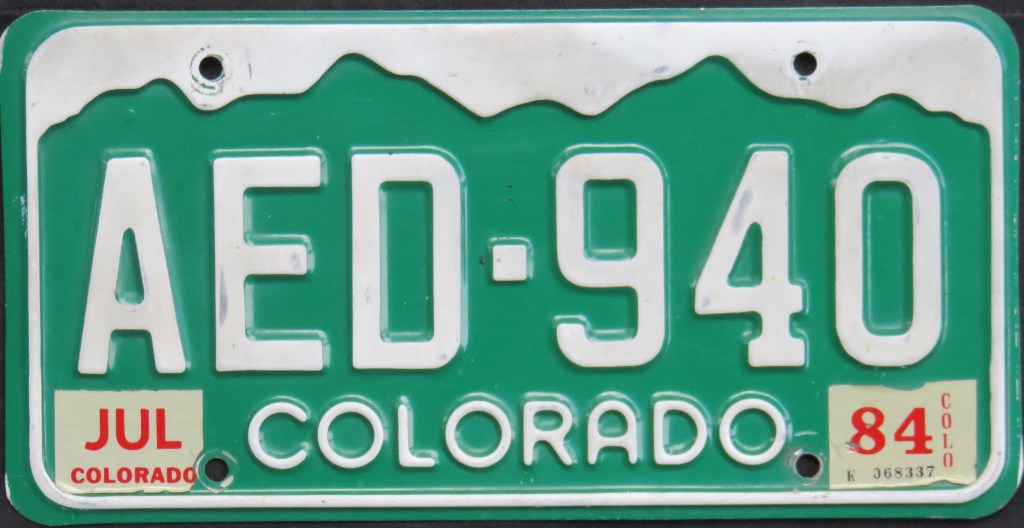 AED·940
JUL
COLORADO
COLORADO
84
COLO
K 068337